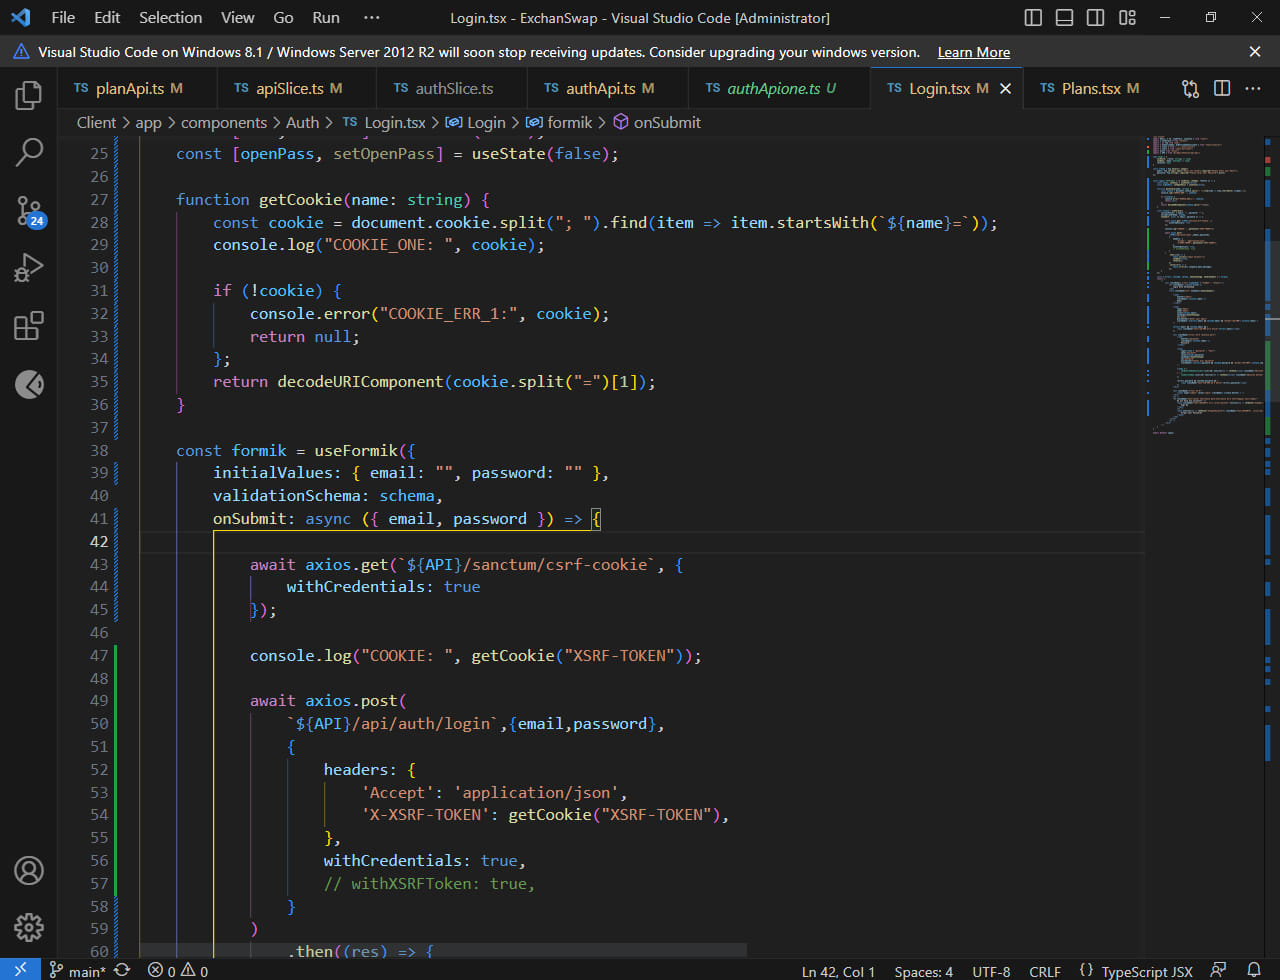 File Edit Selection View Go Run ··· Login.tsx - ExchanSwap - Visual Studio Code [Administrator]
Visual Studio Code on Windows 8.1 / Windows Server 2012 R2 will soon stop receiving updates. Consider upgrading your windows version. Learn More
TS planApi.ts M TS apiSlice.ts M TS authSlice.ts TS authApi.ts M TS authApione.ts U TS Login.tsx M TS Plans.tsx M
Client > app > components > Auth > TS Login.tsx > Login > formik > onSubmit
25 const [openPass, setOpenPass] = useState(false);
26
27 function getCookie(name: string) {
28 const cookie = document.cookie.split("; ").find(item => item.startsWith(`${name}=`));
29 console.log("COOKIE_ONE: ", cookie);
30
31 if (!cookie) {
32 console.error("COOKIE_ERR_1:", cookie);
33 return null;
34 };
35 return decodeURIComponent(cookie.split("=")[1]);
36 }
37
38 const formik = useFormik({
39 initialValues: { email: "", password: "" },
40 validationSchema: schema,
41 onSubmit: async ({ email, password }) => {
42
43 await axios.get(`${API}/sanctum/csrf-cookie`, {
44 withCredentials: true
45 });
46
47 console.log("COOKIE: ", getCookie("XSRF-TOKEN"));
48
49 await axios.post(
50 `${API}/api/auth/login`,{email,password},
51 {
52 headers: {
53 'Accept': 'application/json',
54 'X-XSRF-TOKEN': getCookie("XSRF-TOKEN"),
55 },
56 withCredentials: true,
57 // withXSRFToken: true,
58 }
59 )
60 .then((res) => {
24
main* 0 0 Ln 42, Col 1 Spaces: 4 UTF-8 CRLF {} TypeScript JSX